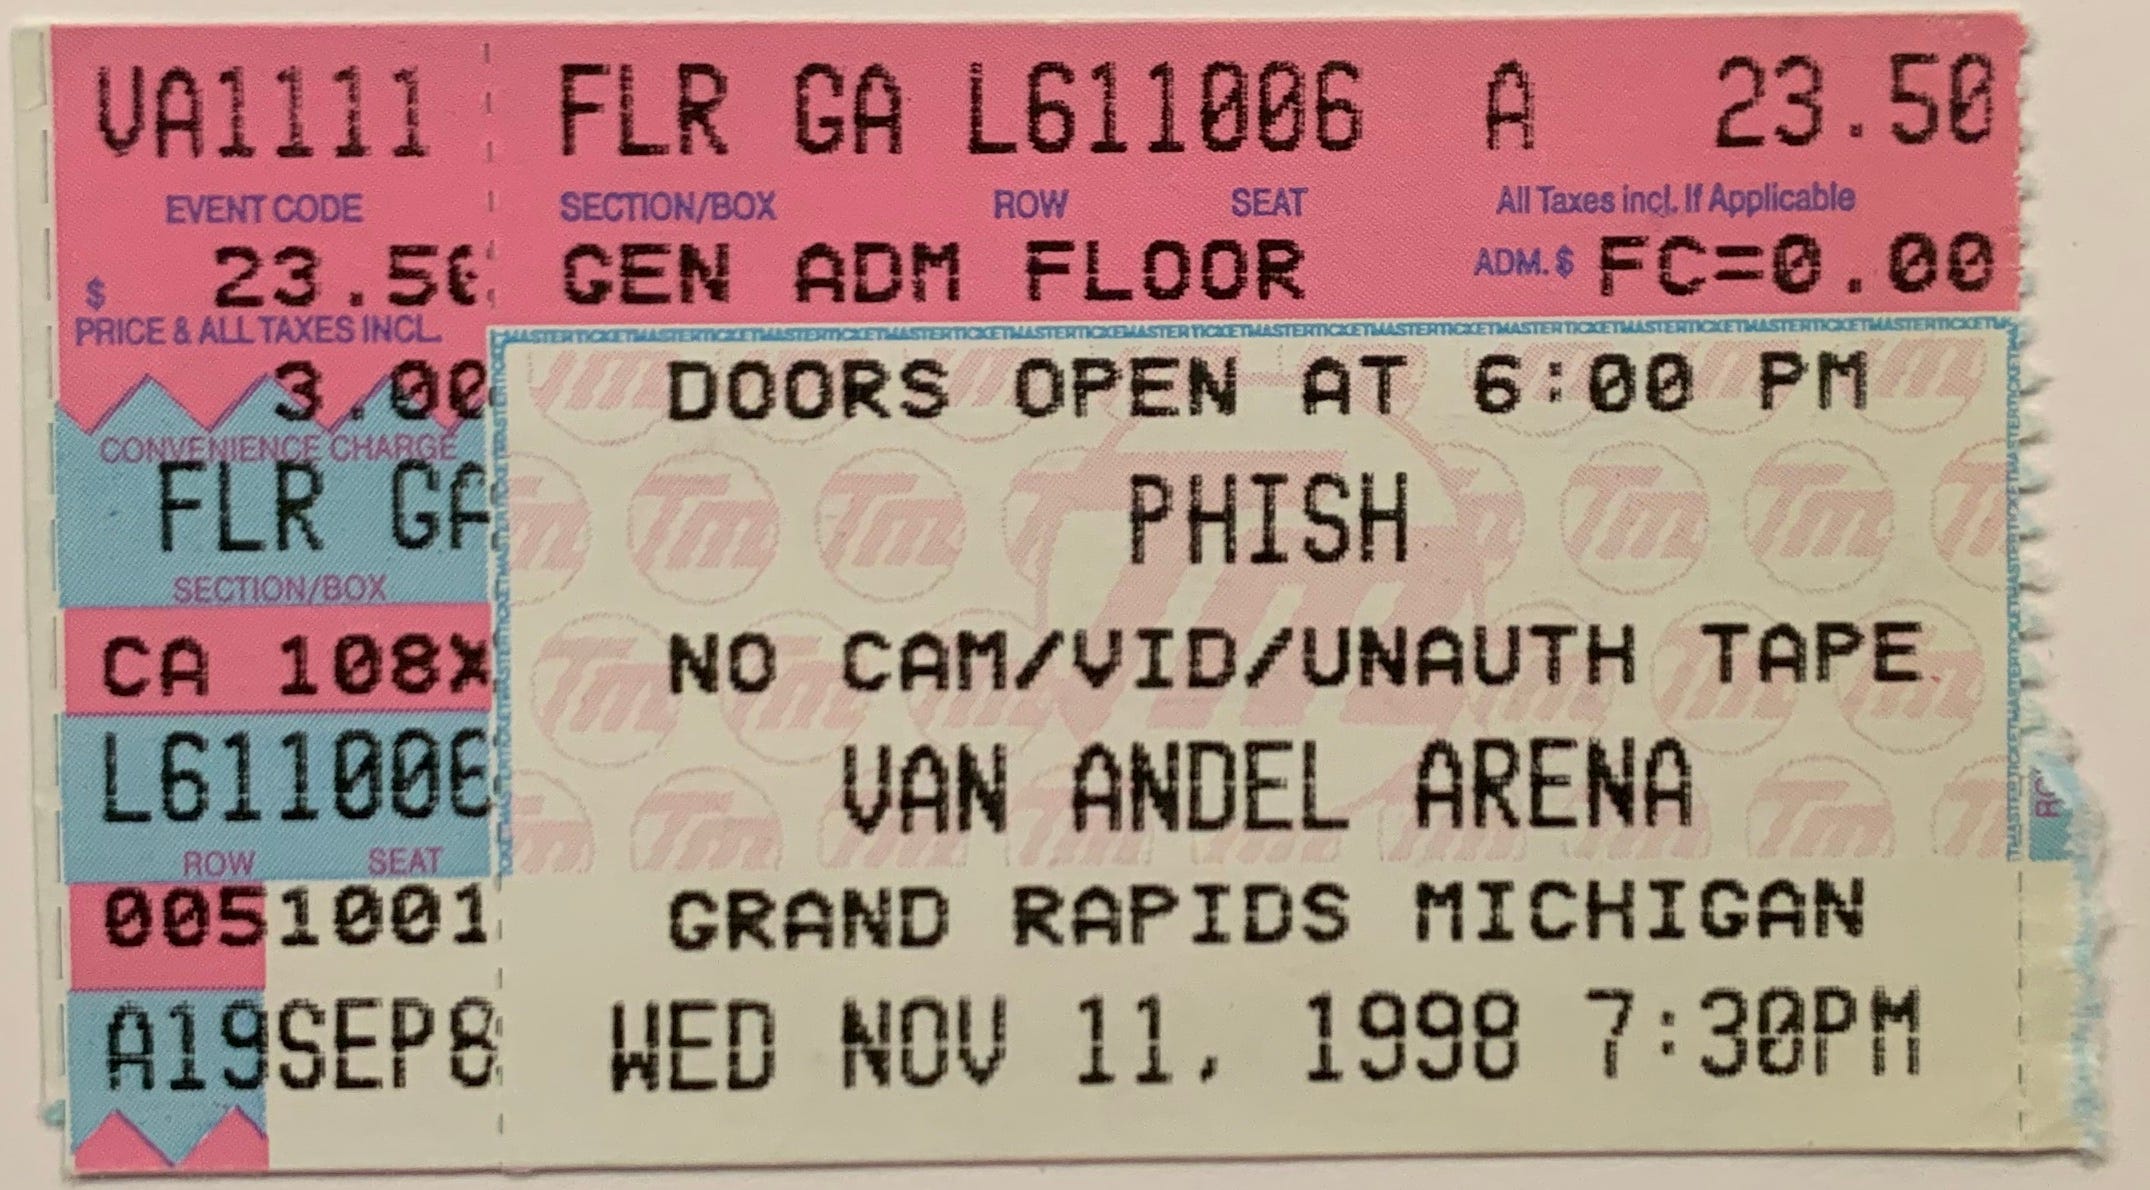 VA1111
EVENT CODE
$ 23.50
PRICE & ALL TAXES INCL.
3.00
CONVENIENCE CHARGE
FLR GA
SECTION/BOX
CA 108X
L611006
ROW SEAT
0051001
A19SEP8
FLR GA L611006 A 23.50
SECTION/BOX ROW SEAT All Taxes incl. If Applicable
GEN ADM FLOOR ADM. $ FC=0.00
DOORS OPEN AT 6:00 PM
PHISH
NO CAM/VID/UNAUTH TAPE
VAN ANDEL ARENA
GRAND RAPIDS MICHIGAN
WED NOV 11, 1998 7:30PM